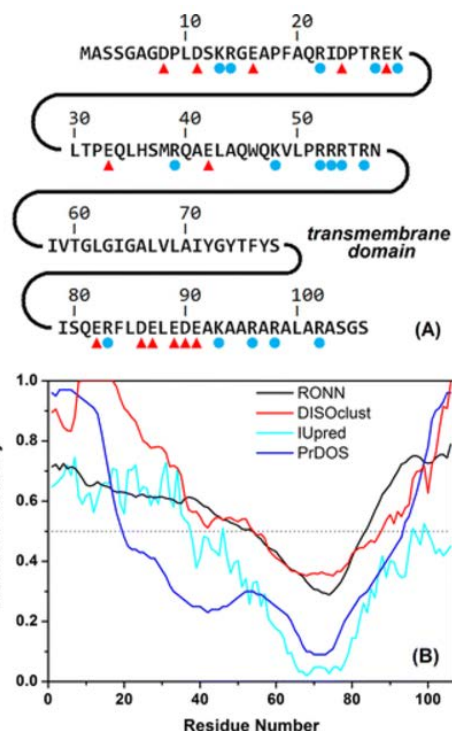 10 20
MASSGAGDPLDSKRGEAPFAQRIDPTREK
30 40 50
LTPEQLHSMRQAELAQWQKVLPRRRTRN
60 70
IVTGLGIGALVLAIYGYTFYS
transmembrane
domain
80 90 100
ISQERFLDELEDEAKAARARALARASGS
(A)
1.0
0.8
0.6
0.4
0.2
0.0
RONN
DISOclust
IUpred
PrDOS
(B)
0 20 40 60 80 100
Residue Number